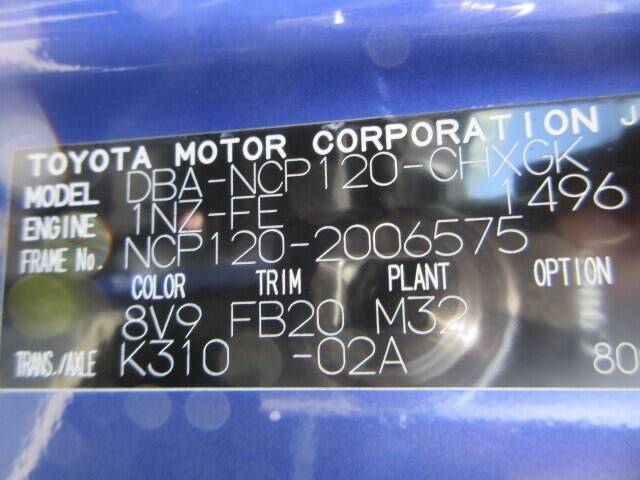 TOYOTA MOTOR CORPORATION J
MODEL DBA-NCP120-CHXGK
ENGINE 1NZ-FE 1496
FRAME No. NCP120-2006575
COLOR TRIM PLANT OPTION
8V9 FB20 M32
TRANS./AXLE K310 -02A 80